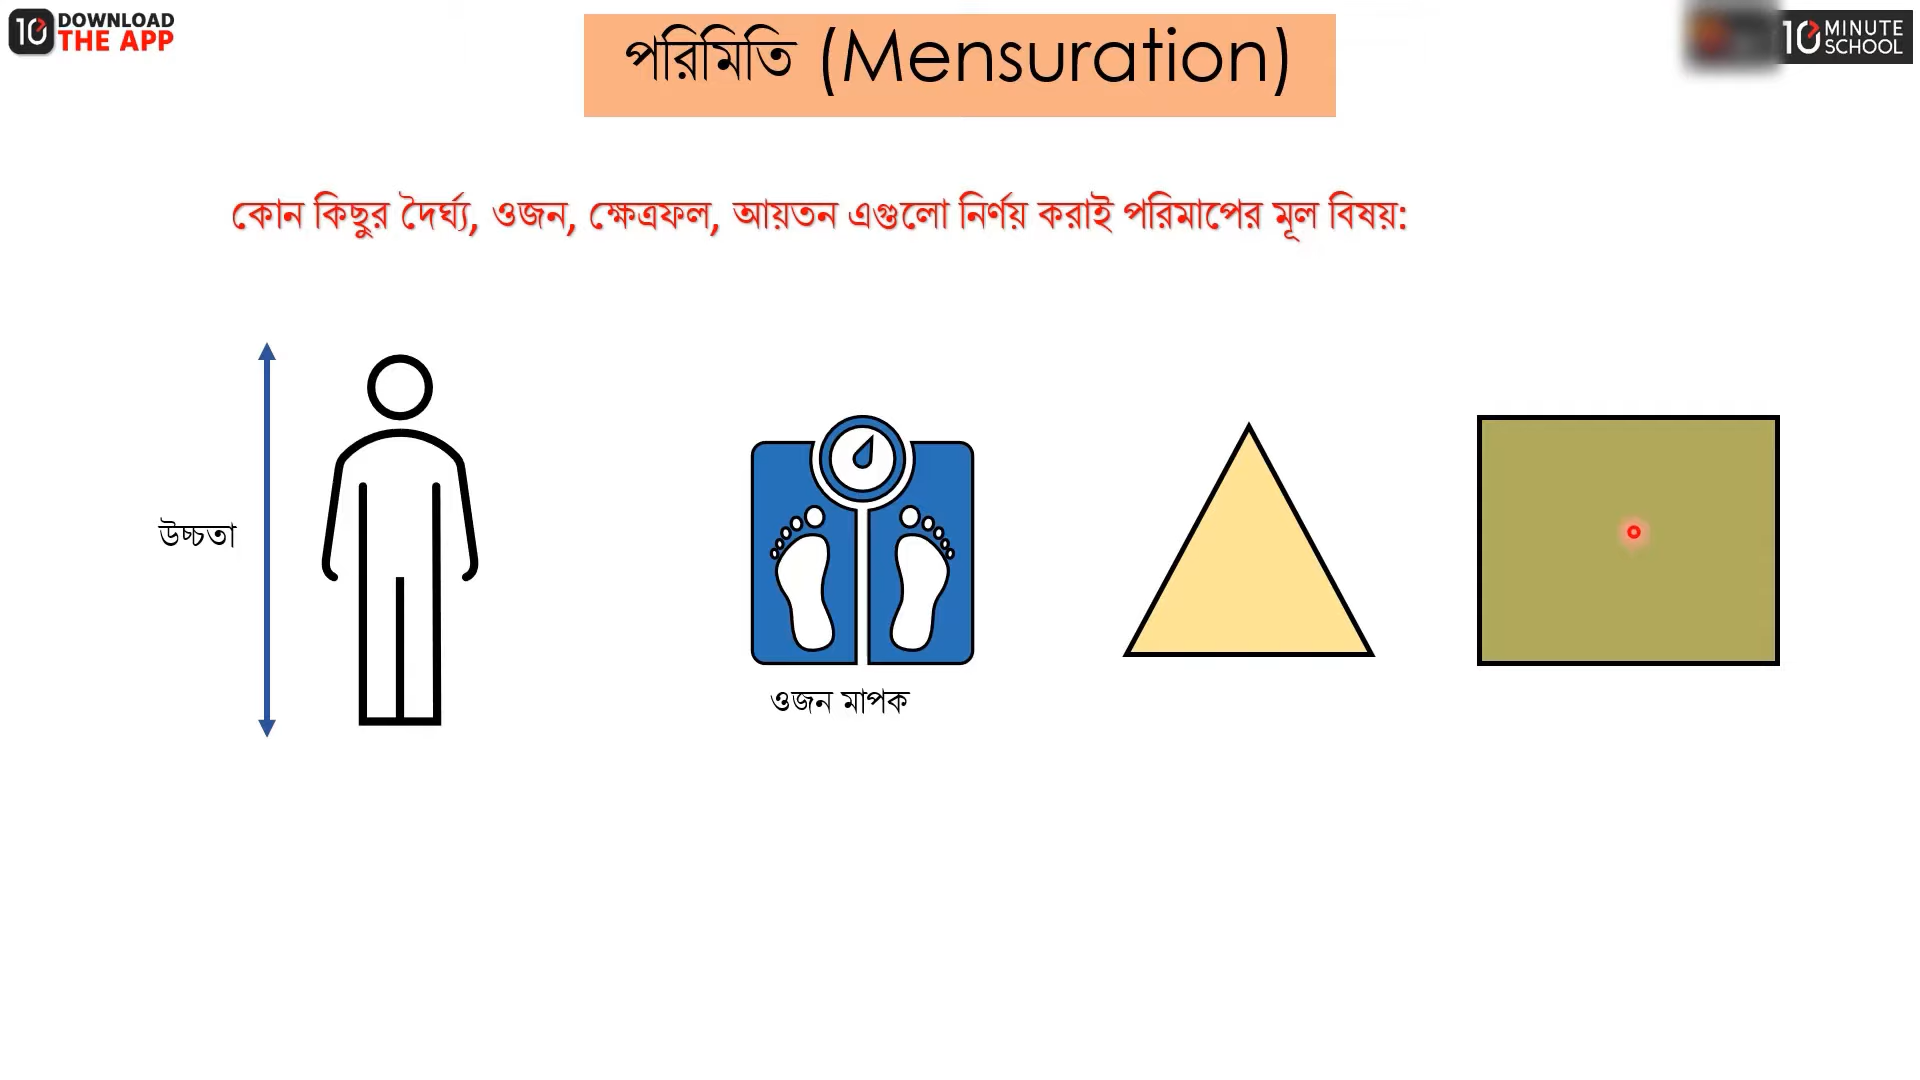 10 DOWNLOAD THE APP
পরিমিতি (Mensuration)
10 MINUTE SCHOOL
কোন কিছুর দৈর্ঘ্য, ওজন, ক্ষেত্রফল, আয়তন এগুলো নির্ণয় করাই পরিমাপের মূল বিষয়:
উচ্চতা
ওজন মাপক